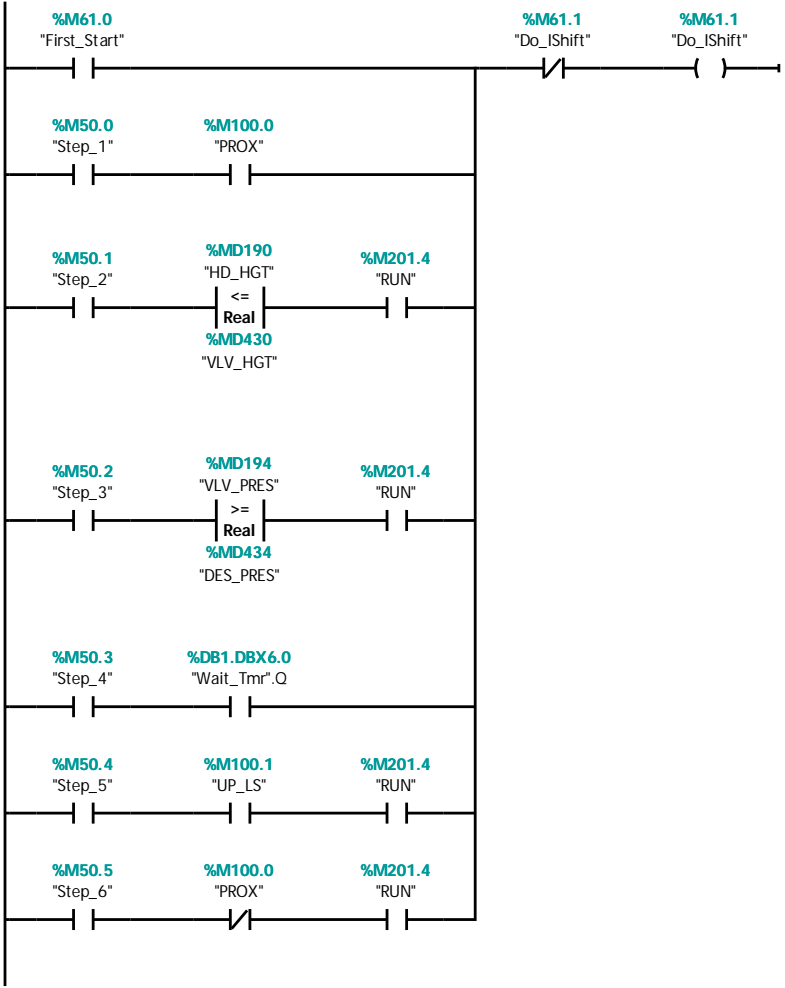 %M61.0 %M61.1 %M61.1
"First_Start" "Do_IShift" "Do_IShift"
%M50.0 %M100.0
"Step_1" "PROX"
%MD190
%M50.1 "HD_HGT" %M201.4
"Step_2" "RUN"
<=
Real
%MD430
"VLV_HGT"
%MD194
%M50.2 "VLV_PRES" %M201.4
"Step_3" "RUN"
>=
Real
%MD434
"DES_PRES"
%M50.3 %DB1.DBX6.0
"Step_4" "Wait_Tmr".Q
%M50.4 %M100.1 %M201.4
"Step_5" "UP_LS" "RUN"
%M50.5 %M100.0 %M201.4
"Step_6" "PROX" "RUN"